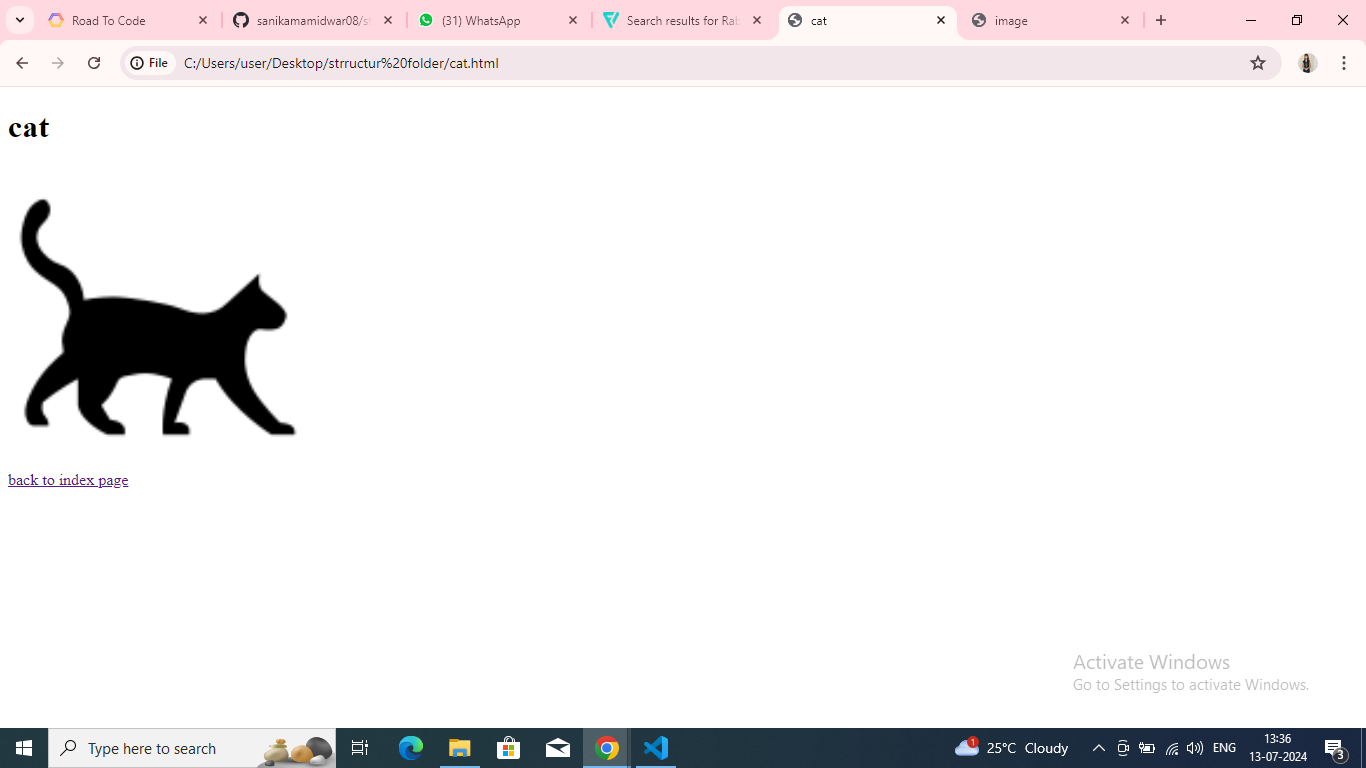 Road To Code
sanikamamidwar08/st
(31) WhatsApp
Search results for Rab
cat
image
File
C:/Users/user/Desktop/strructur%20folder/cat.html
cat
back to index page
Activate Windows
Go to Settings to activate Windows.
Type here to search
1
25°C Cloudy
ENG
13:36
13-07-2024
3